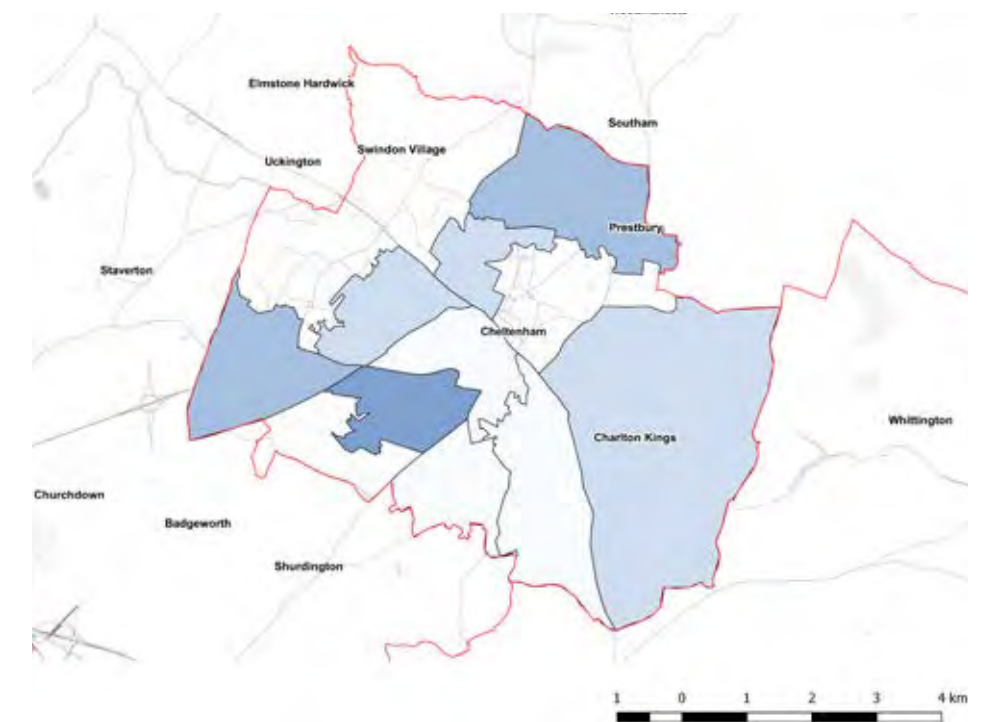 Elmstone Hardwick
Southam
Swindon Village
Uckington
Prestbury
Staverton
Cheltenham
Whittington
Charlton Kings
Churchdown
Badgeworth
Shurdington
1 0 1 2 3 4 km